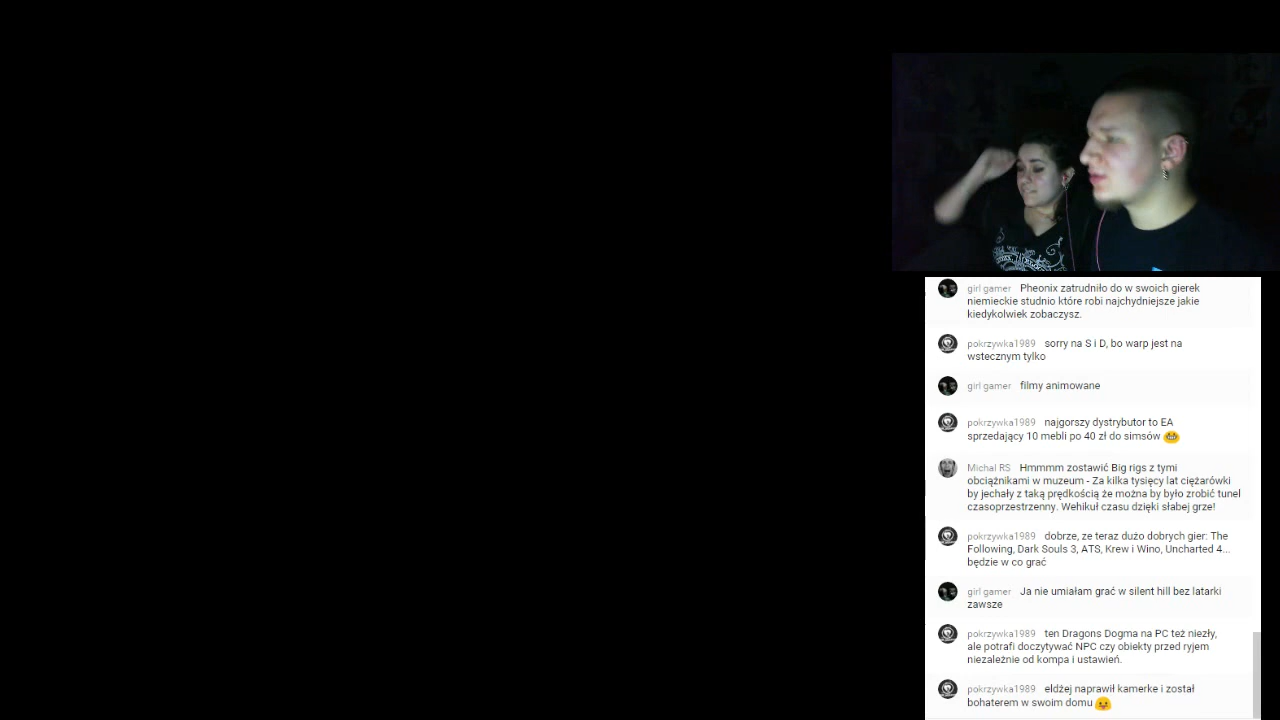 girl gamer Pheonix zatrudniło do w swoich gierek
niemieckie studnio które robi najchydniejsze jakie
kiedykolwiek zobaczysz.
pokrzywka1989 sorry na S i D, bo warp jest na
wstecznym tylko
girl gamer filmy animowane
pokrzywka1989 najgorszy dystrybutor to EA
sprzedający 10 mebli po 40 zł do simsów
Michal RS Hmmmm zostawić Big rigs z tymi
obciążnikami w muzeum - Za kilka tysięcy lat ciężarówki
by jechały z taką prędkością że można by było zrobić tunel
czasoprzestrzenny. Wehikuł czasu dzięki słabej grze!
pokrzywka1989 dobrze, ze teraz dużo dobrych gier: The
Following, Dark Souls 3, ATS, Krew i Wino, Uncharted 4...
będzie w co grać
girl gamer Ja nie umiałam grać w silent hill bez latarki
zawsze
pokrzywka1989 ten Dragons Dogma na PC też niezły,
ale potrafi doczytywać NPC czy obiekty przed ryjem
niezależnie od kompa i ustawień.
pokrzywka1989 eldżej naprawił kamerke i został
bohaterem w swoim domu